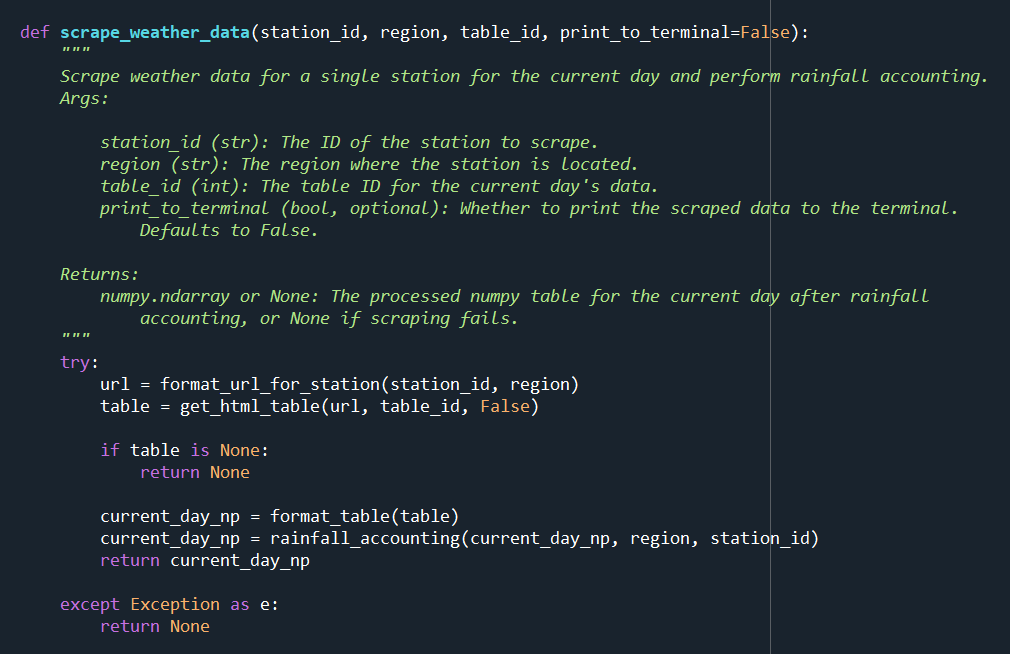 def scrape_weather_data(station_id, region, table_id, print_to_terminal=False):
    """
    Scrape weather data for a single station for the current day and perform rainfall accounting.
    Args:

        station_id (str): The ID of the station to scrape.
        region (str): The region where the station is located.
        table_id (int): The table ID for the current day's data.
        print_to_terminal (bool, optional): Whether to print the scraped data to the terminal.
            Defaults to False.

    Returns:
        numpy.ndarray or None: The processed numpy table for the current day after rainfall
            accounting, or None if scraping fails.
    """
    try:
        url = format_url_for_station(station_id, region)
        table = get_html_table(url, table_id, False)

        if table is None:
            return None

        current_day_np = format_table(table)
        current_day_np = rainfall_accounting(current_day_np, region, station_id)
        return current_day_np

    except Exception as e:
        return None